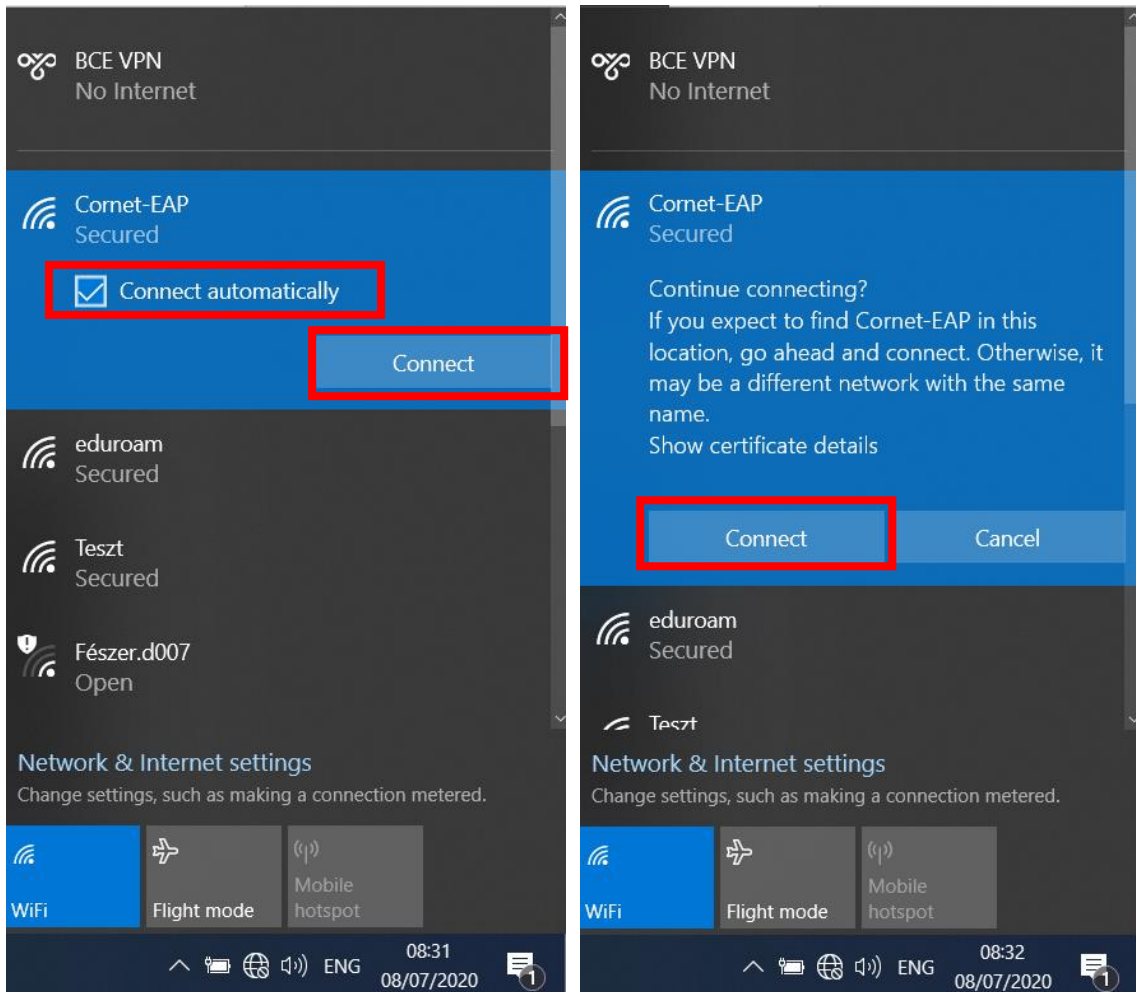 BCE VPN
No Internet
Cornet-EAP
Secured
Connect automatically
Connect
eduroam
Secured
Teszt
Secured
Fészer.d007
Open
Network & Internet settings
Change settings, such as making a connection metered.
WiFi
Flight mode
Mobile
hotspot
ENG
08:31
08/07/2020
1
BCE VPN
No Internet
Cornet-EAP
Secured
Continue connecting?
If you expect to find Cornet-EAP in this
location, go ahead and connect. Otherwise, it
may be a different network with the same
name.
Show certificate details
Connect
Cancel
eduroam
Secured
Teszt
Network & Internet settings
Change settings, such as making a connection metered.
WiFi
Flight mode
Mobile
hotspot
ENG
08:32
08/07/2020
1